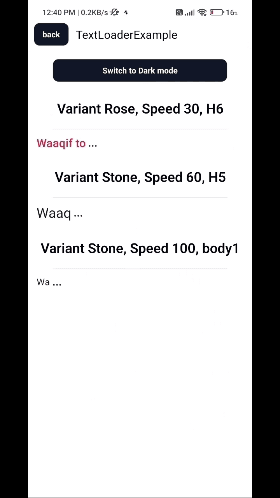 12:40 PM | 0.2KB/s
16
back
TextLoaderExample
Switch to Dark mode
Variant Rose, Speed 30, H6
Waaqif to ...
Variant Stone, Speed 60, H5
Waaq ...
Variant Stone, Speed 100, body1
Wa ...